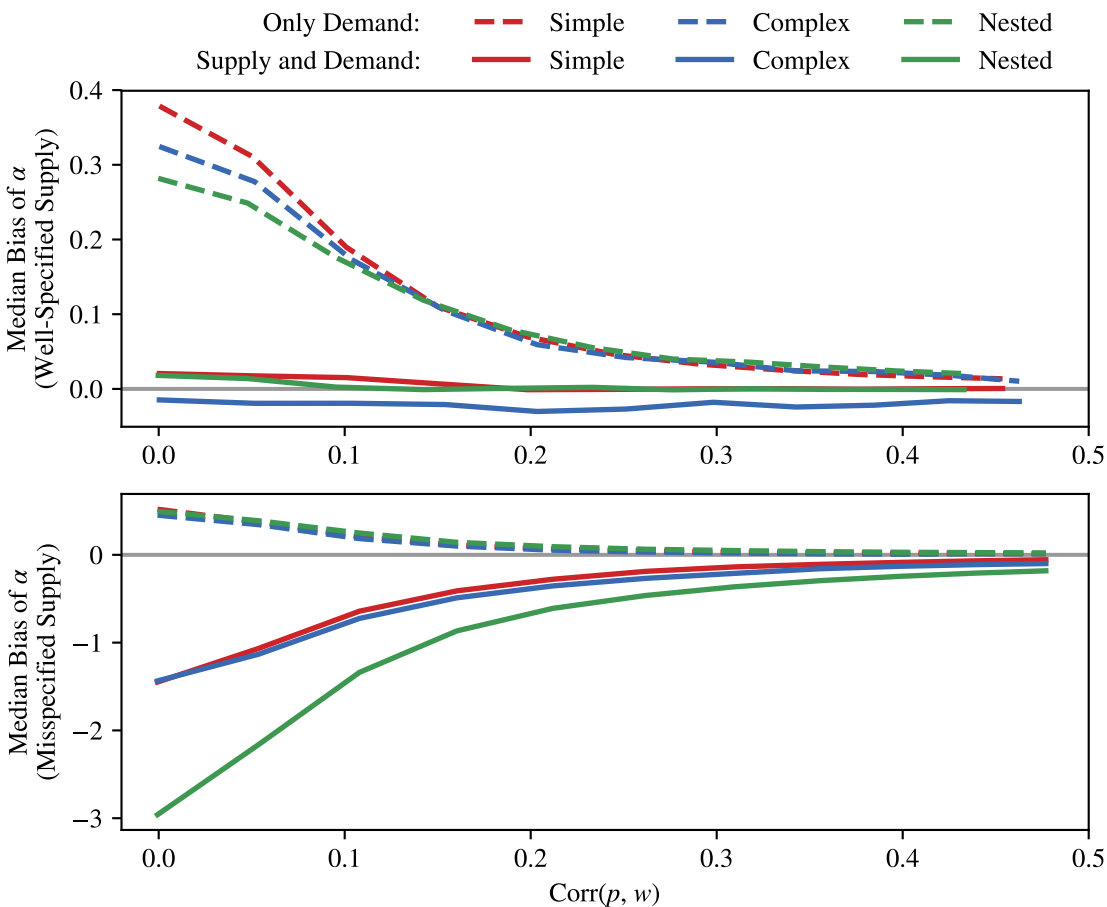 Only Demand: Simple Complex Nested
Supply and Demand: Simple Complex Nested
Median Bias of α
(Well-Specified Supply)
0.4
0.3
0.2
0.1
0.0
0.0 0.1 0.2 0.3 0.4 0.5
Median Bias of α
(Misspecified Supply)
0
−1
−2
−3
0.0 0.1 0.2 0.3 0.4 0.5
Corr(p, w)